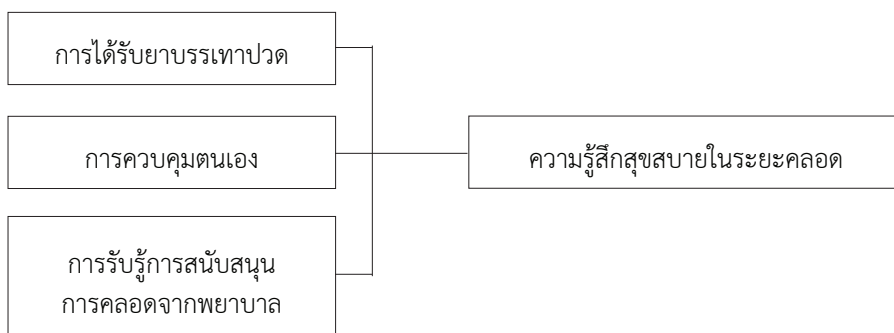 การได้รับยาบรรเทาปวด
การควบคุมตนเอง
ความรู้สึกสุขสบายในระยะคลอด
การรับรู้การสนับสนุน
การคลอดจากพยาบาล